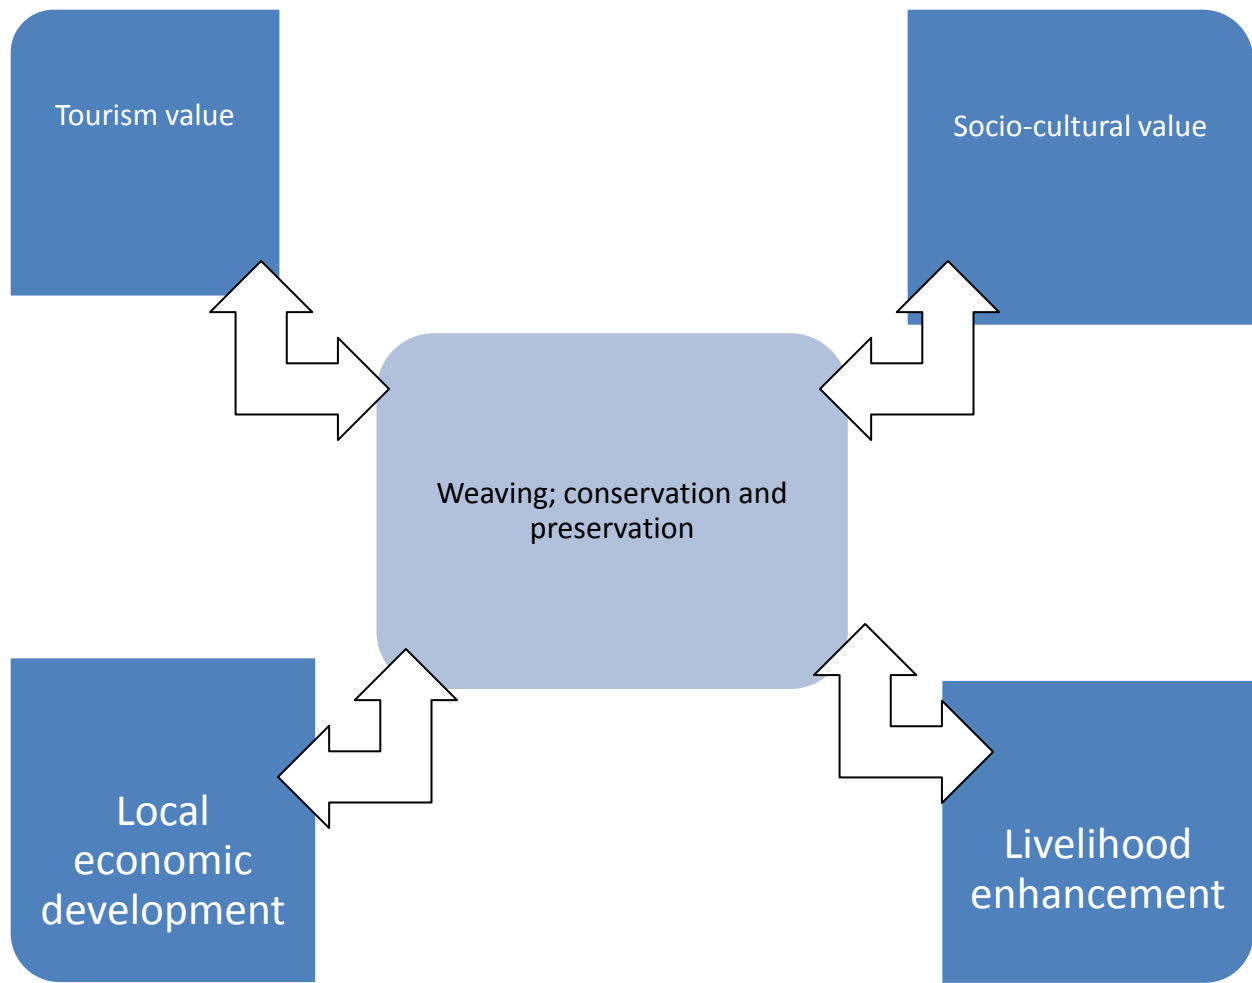 Tourism value
Socio-cultural value
Weaving; conservation and
preservation
Local
economic
development
Livelihood
enhancement